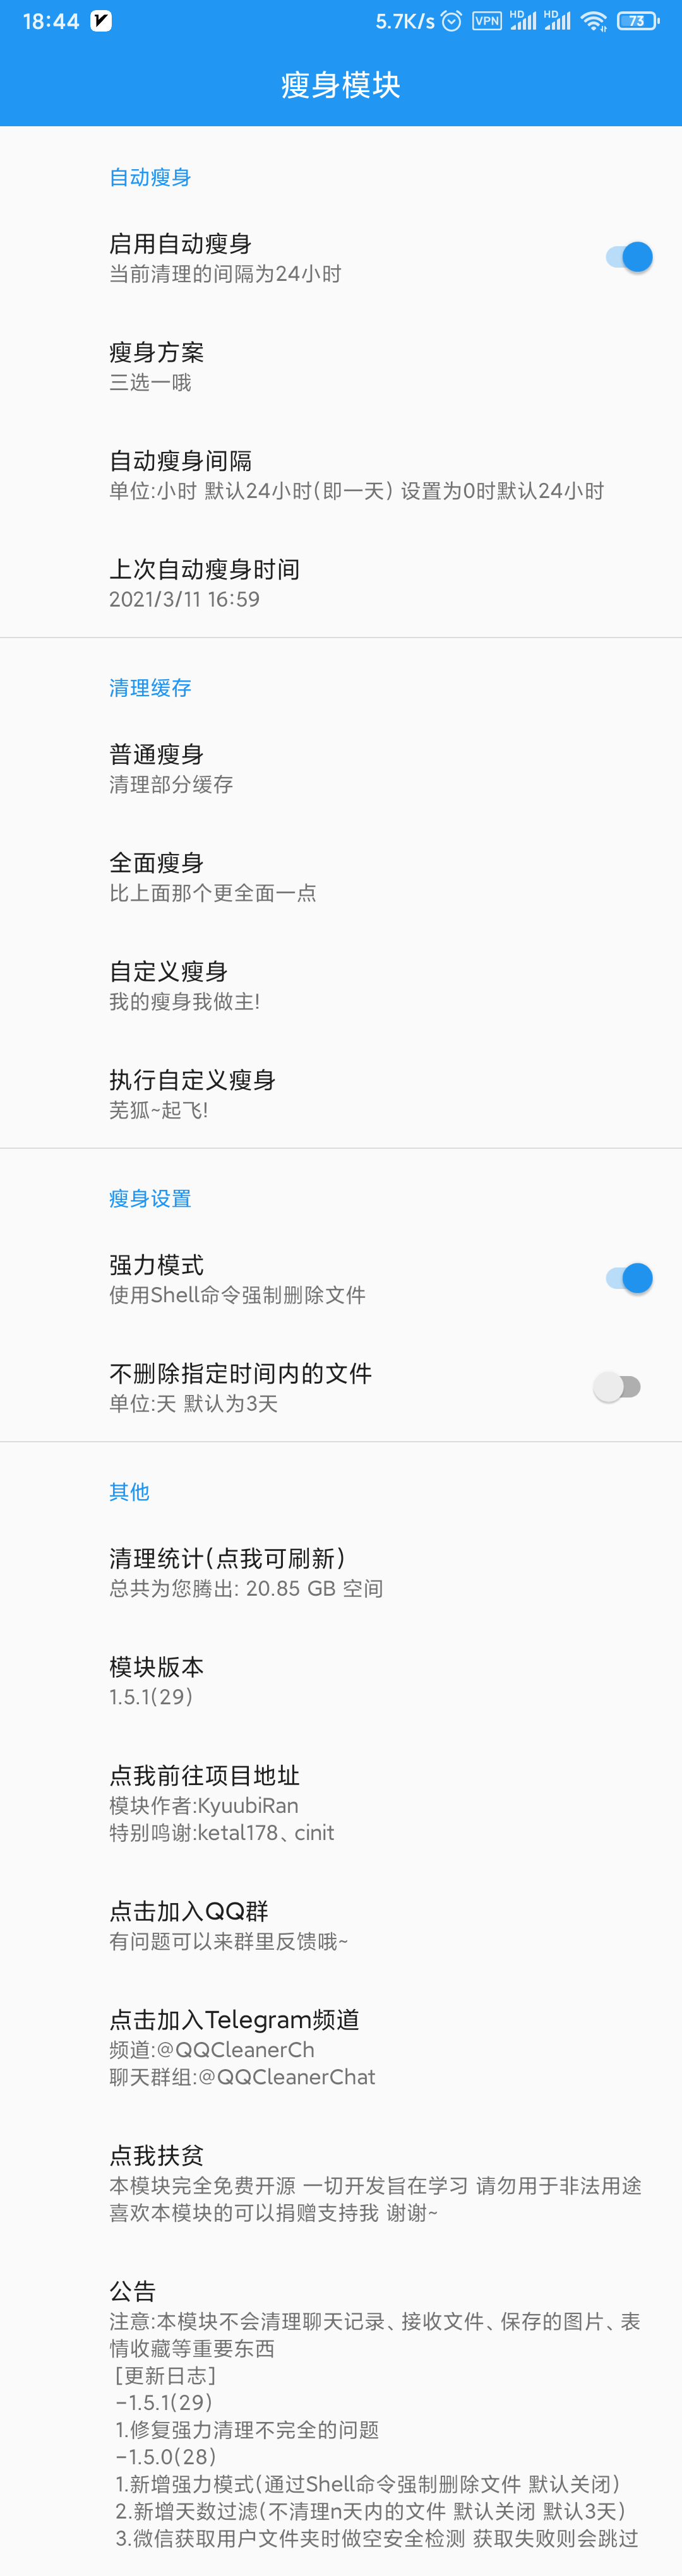 18:44
5.7K/s VPN HD HD 73
瘦身模块
自动瘦身
启用自动瘦身
当前清理的间隔为24小时
瘦身方案
三选一哦
自动瘦身间隔
单位:小时 默认24小时(即一天) 设置为0时默认24小时
上次自动瘦身时间
2021/3/11 16:59
清理缓存
普通瘦身
清理部分缓存
全面瘦身
比上面那个更全面一点
自定义瘦身
我的瘦身我做主!
执行自定义瘦身
芜狐~起飞!
瘦身设置
强力模式
使用Shell命令强制删除文件
不删除指定时间内的文件
单位:天 默认为3天
其他
清理统计(点我可刷新)
总共为您腾出: 20.85 GB 空间
模块版本
1.5.1(29)
点我前往项目地址
模块作者:KyuubiRan
特别鸣谢:ketal178、cinit
点击加入QQ群
有问题可以来群里反馈哦~
点击加入Telegram频道
频道:@QQCleanerCh
聊天群组:@QQCleanerChat
点我扶贫
本模块完全免费开源 一切开发旨在学习 请勿用于非法用途
喜欢本模块的可以捐赠支持我 谢谢~
公告
注意:本模块不会清理聊天记录、接收文件、保存的图片、表
情收藏等重要东西
[更新日志]
-1.5.1(29)
1.修复强力清理不完全的问题
-1.5.0(28)
1.新增强力模式(通过Shell命令强制删除文件 默认关闭)
2.新增天数过滤(不清理n天内的文件 默认关闭 默认3天)
3.微信获取用户文件夹时做空安全检测 获取失败则会跳过